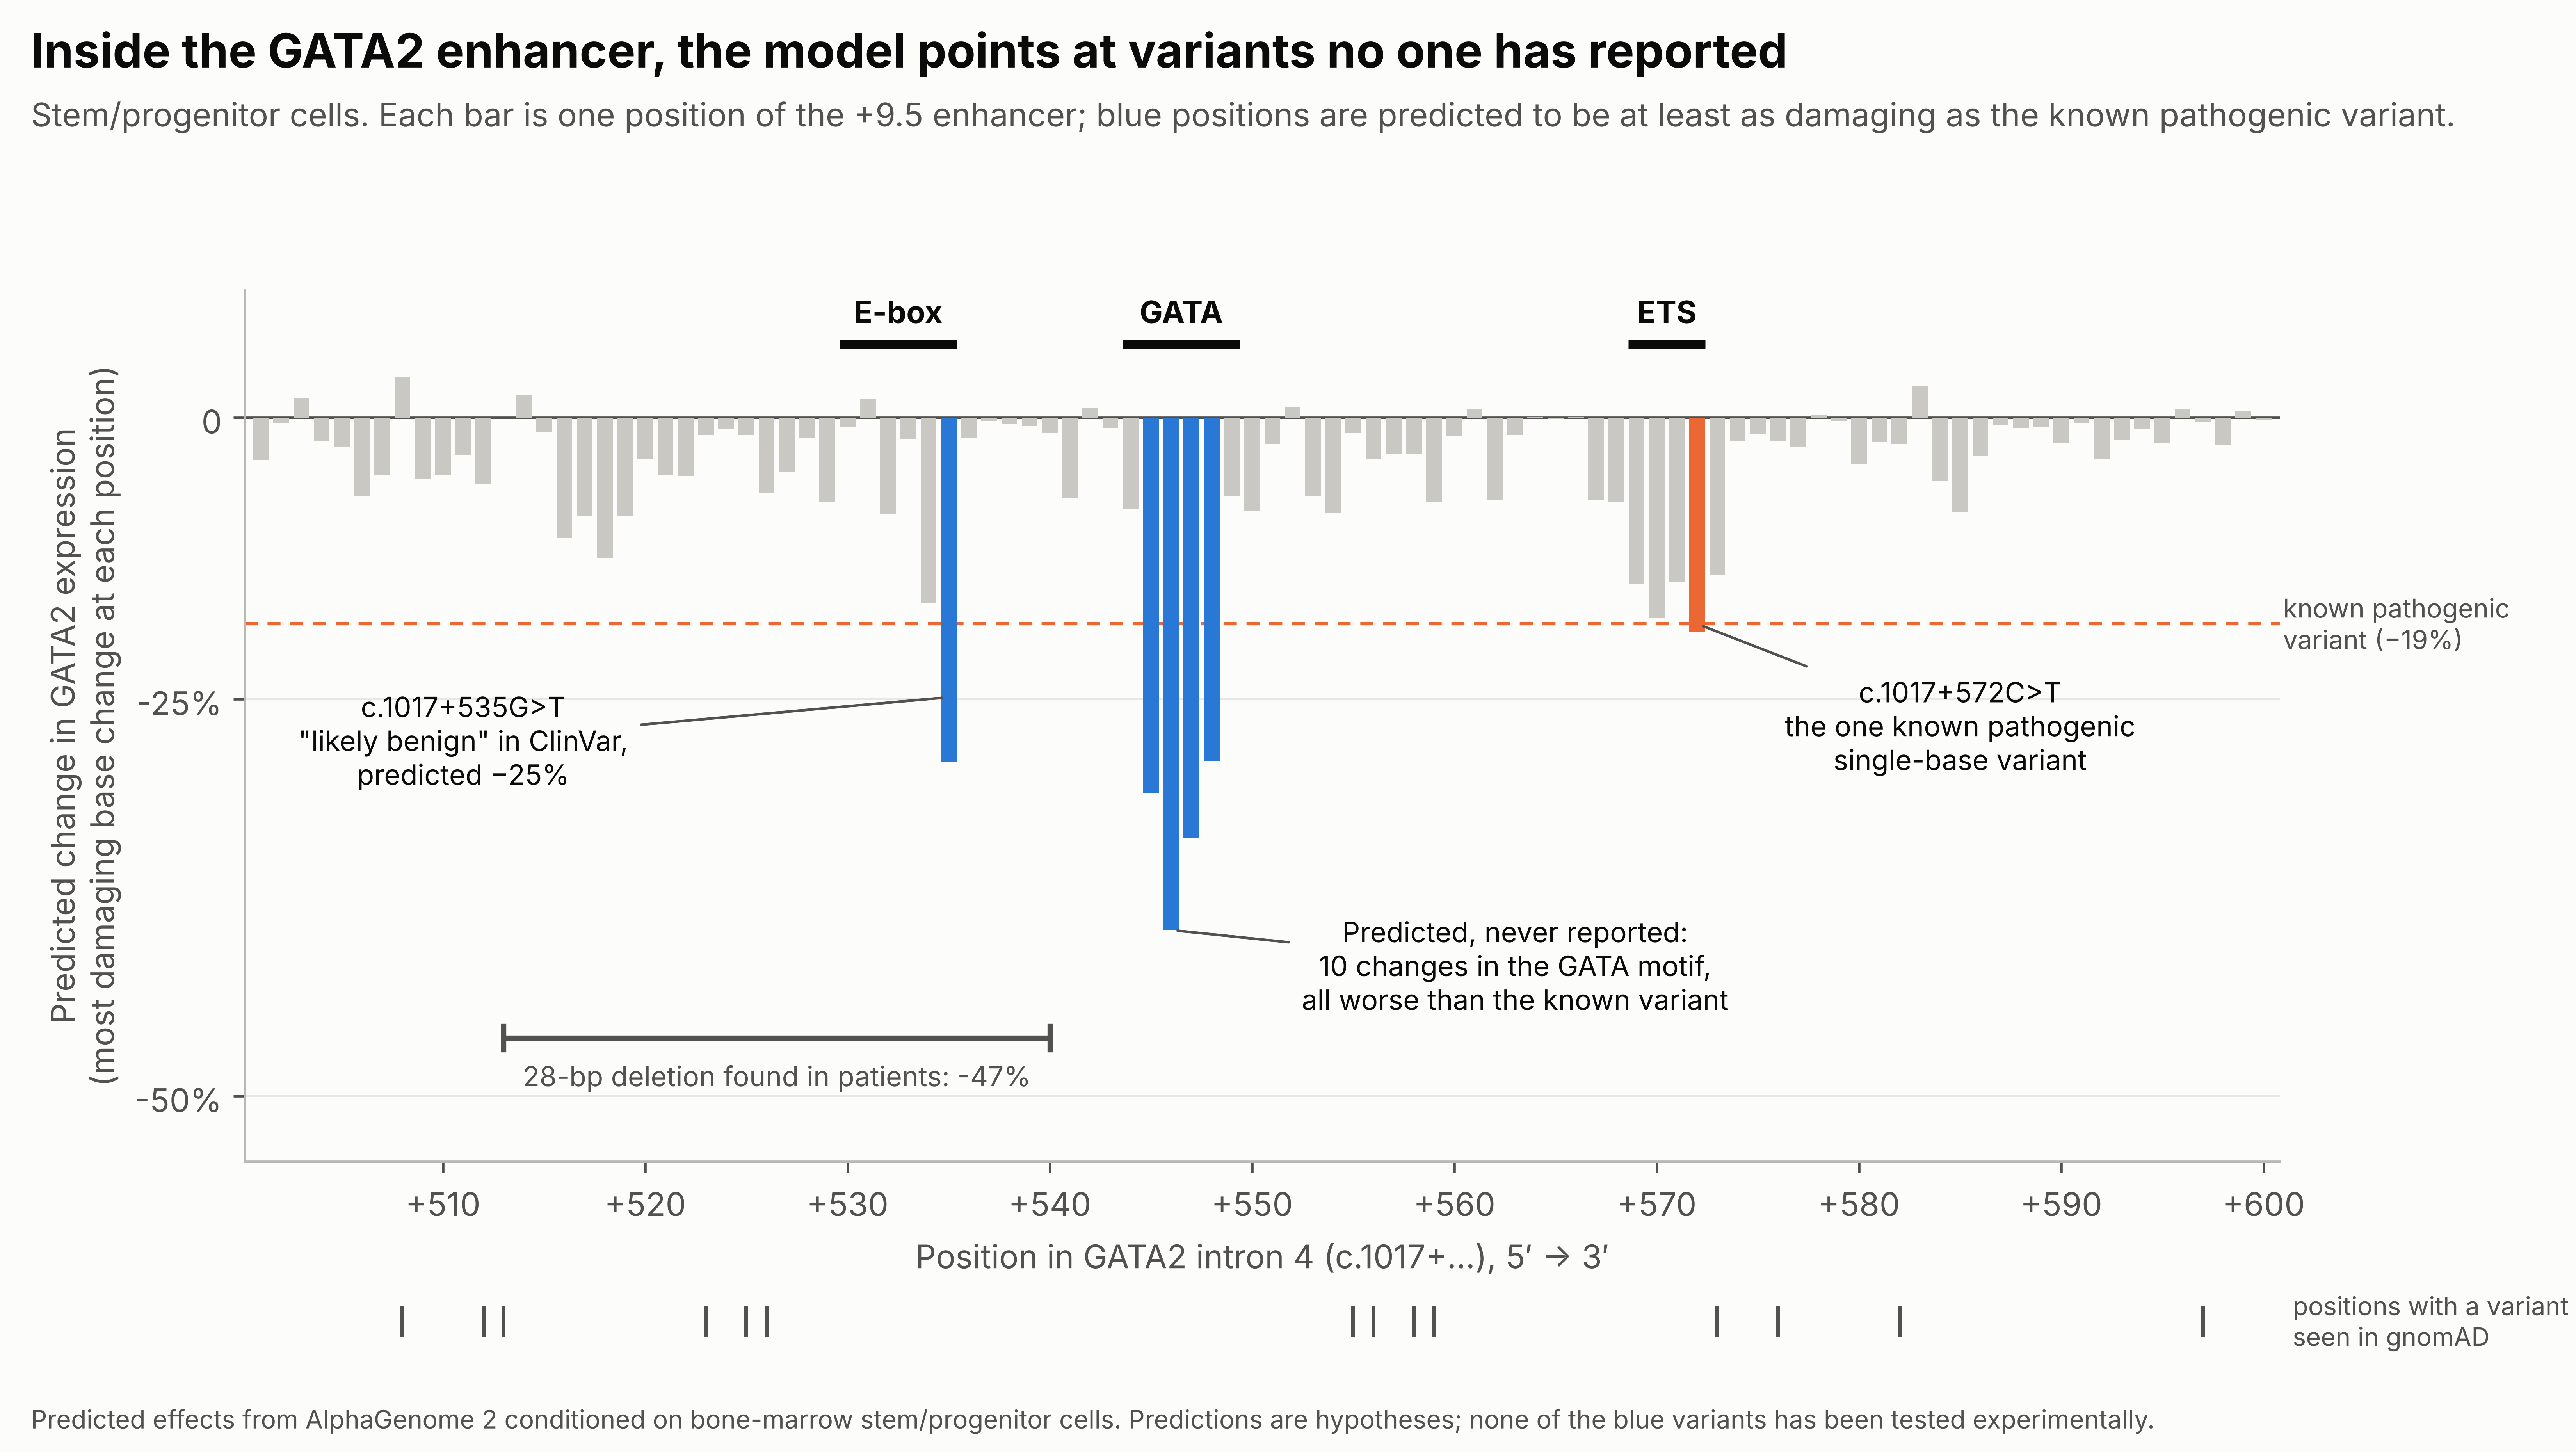 Inside the GATA2 enhancer, the model points at variants no one has reported
Stem/progenitor cells. Each bar is one position of the +9.5 enhancer; blue positions are predicted to be at least as damaging as the known pathogenic variant.
E-box
GATA
ETS
Predicted change in GATA2 expression
(most damaging base change at each position)
0
-25%
-50%
known pathogenic
variant (−19%)
c.1017+535G>T
"likely benign" in ClinVar,
predicted −25%
c.1017+572C>T
the one known pathogenic
single-base variant
Predicted, never reported:
10 changes in the GATA motif,
all worse than the known variant
28-bp deletion found in patients: -47%
+510
+520
+530
+540
+550
+560
+570
+580
+590
+600
Position in GATA2 intron 4 (c.1017+...), 5′ → 3′
positions with a variant
seen in gnomAD
Predicted effects from AlphaGenome 2 conditioned on bone-marrow stem/progenitor cells. Predictions are hypotheses; none of the blue variants has been tested experimentally.